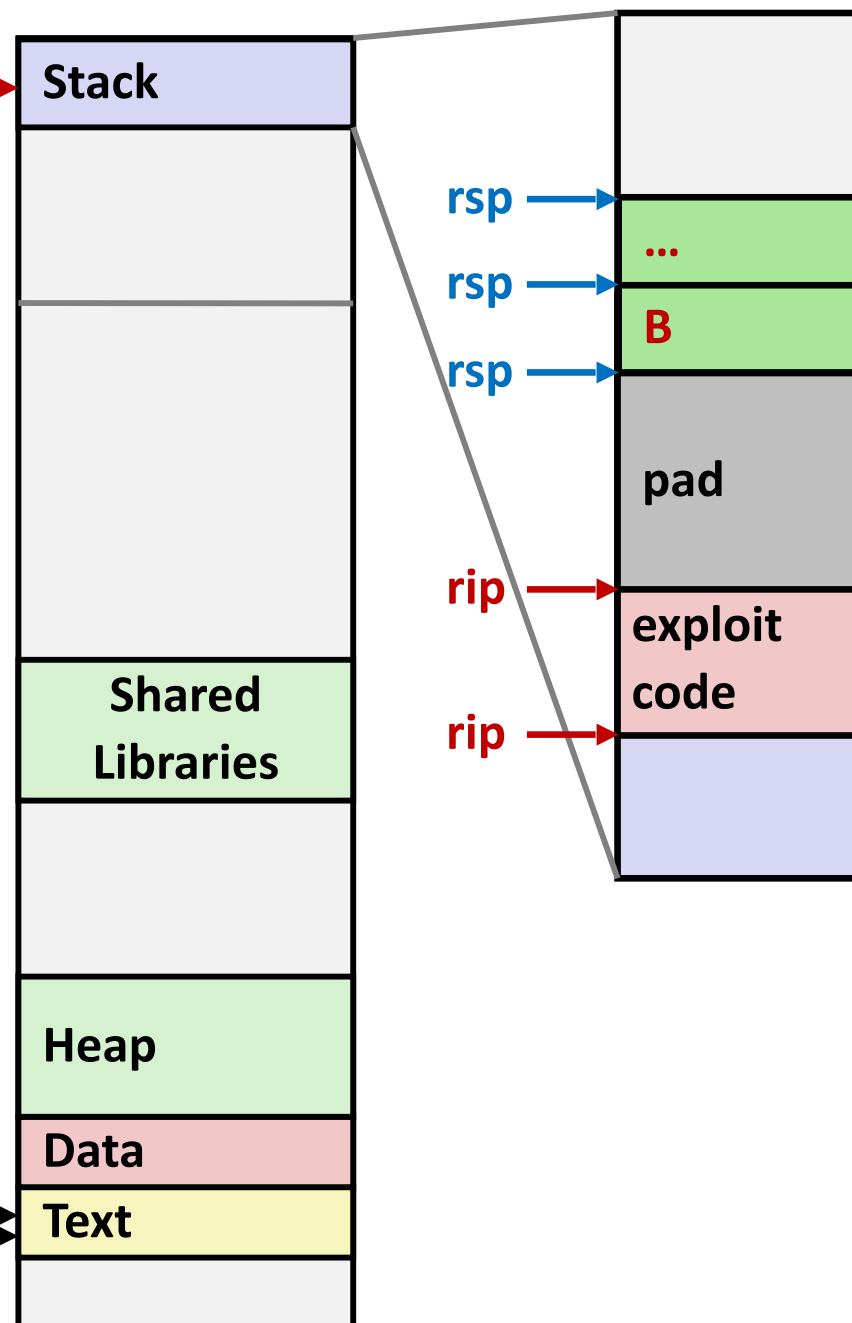 Stack
Shared
Libraries
Heap
Data
Text
rsp
...
rsp
B
rsp
pad
rip
exploit
code
rip